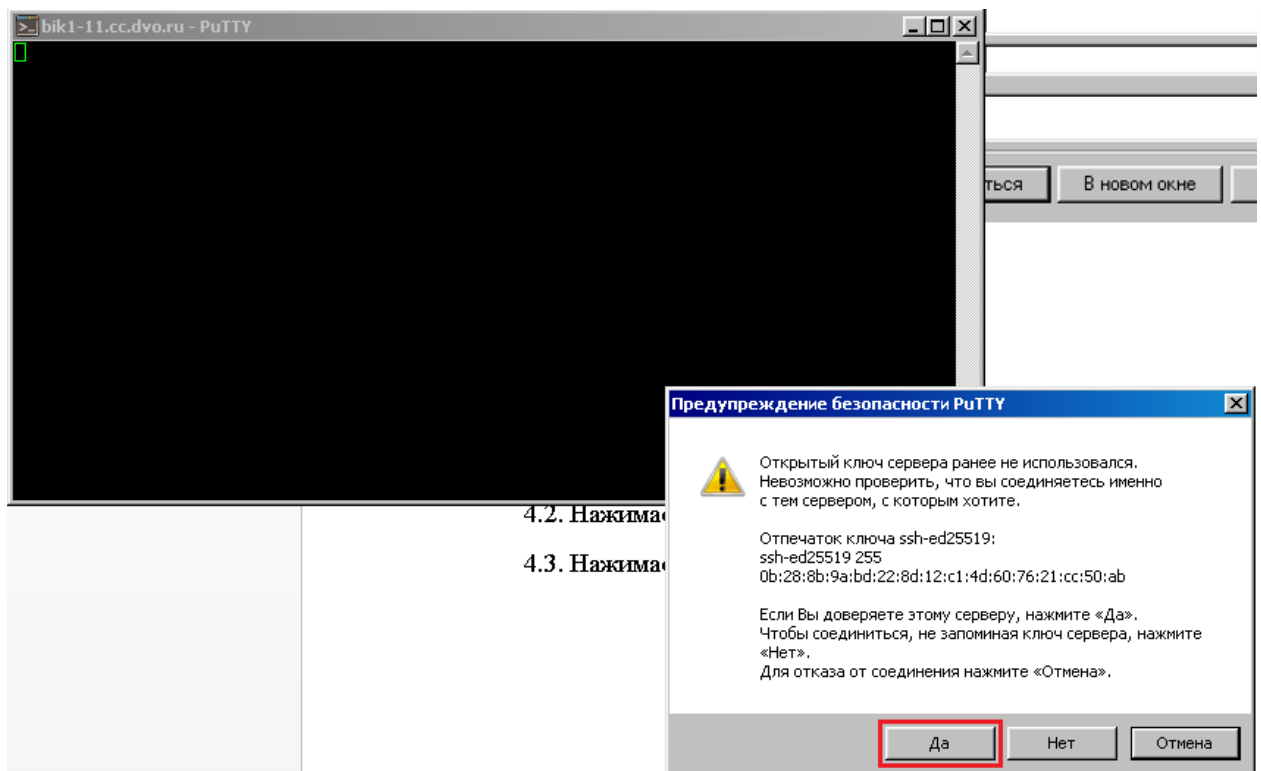 bik1-11.cc.dvo.ru - PuTTY
ться
В новом окне
4.2. Нажимае
4.3. Нажимае
Предупреждение безопасности PuTTY
Открытый ключ сервера ранее не использовался.
Невозможно проверить, что вы соединяетесь именно
с тем сервером, с которым хотите.
Отпечаток ключа ssh-ed25519:
ssh-ed25519 255
0b:28:8b:9a:bd:22:8d:12:c1:4d:60:76:21:cc:50:ab
Если Вы доверяете этому серверу, нажмите «Да».
Чтобы соединиться, не запоминая ключ сервера, нажмите
«Нет».
Для отказа от соединения нажмите «Отмена».
Да
Нет
Отмена